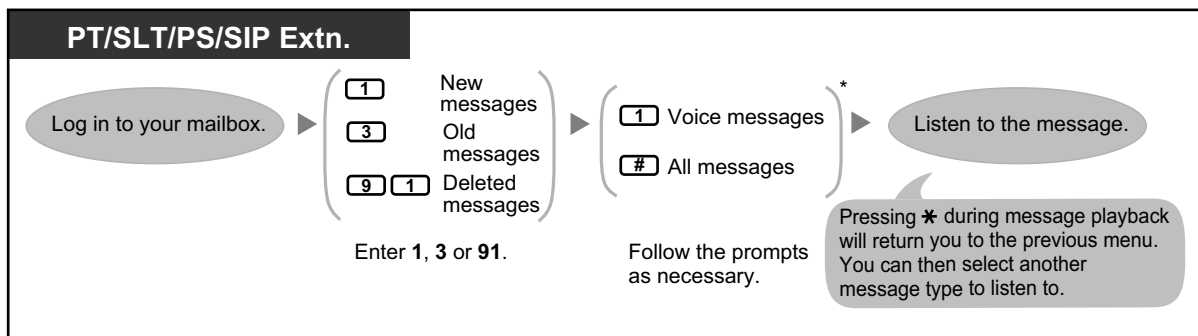 PT/SLT/PS/SIP Extn.
Log in to your mailbox.
1 New
messages
3 Old
messages
9 1 Deleted
messages
Enter 1, 3 or 91.
*
1 Voice messages
# All messages
Follow the prompts
as necessary.
Listen to the message.
Pressing * during message playback
will return you to the previous menu.
You can then select another
message type to listen to.